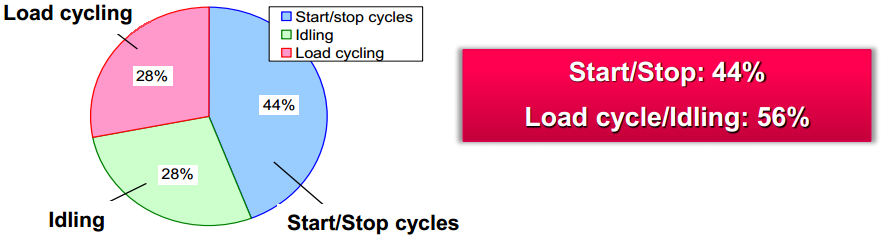 Load cycling
Start/stop cycles
Idling
Load cycling
28%
44%
28%
Idling
Start/Stop cycles
Start/Stop: 44%
Load cycle/Idling: 56%